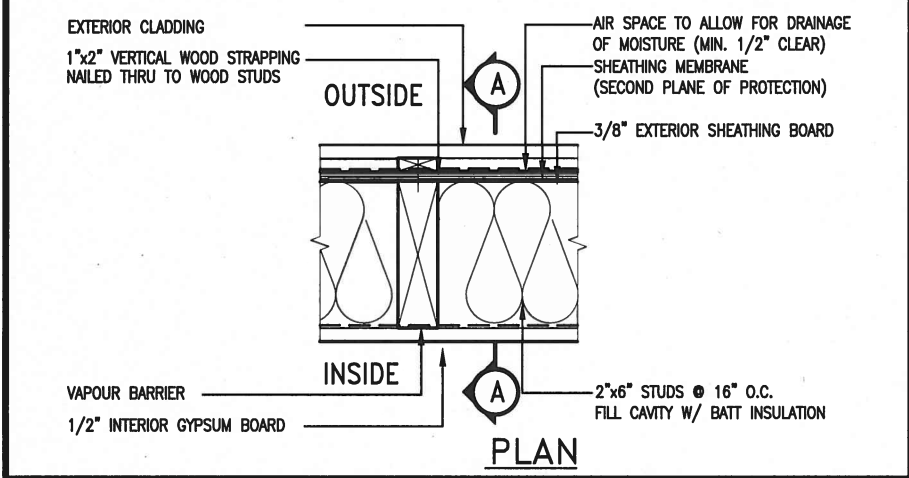 EXTERIOR CLADDING
1"x2" VERTICAL WOOD STRAPPING
NAILED THRU TO WOOD STUDS
AIR SPACE TO ALLOW FOR DRAINAGE
OF MOISTURE (MIN. 1/2" CLEAR)
SHEATHING MEMBRANE
(SECOND PLANE OF PROTECTION)
3/8" EXTERIOR SHEATHING BOARD
A
OUTSIDE
INSIDE
A
VAPOUR BARRIER
1/2" INTERIOR GYPSUM BOARD
2"x6" STUDS @ 16" O.C.
FILL CAVITY W/ BATT INSULATION
PLAN